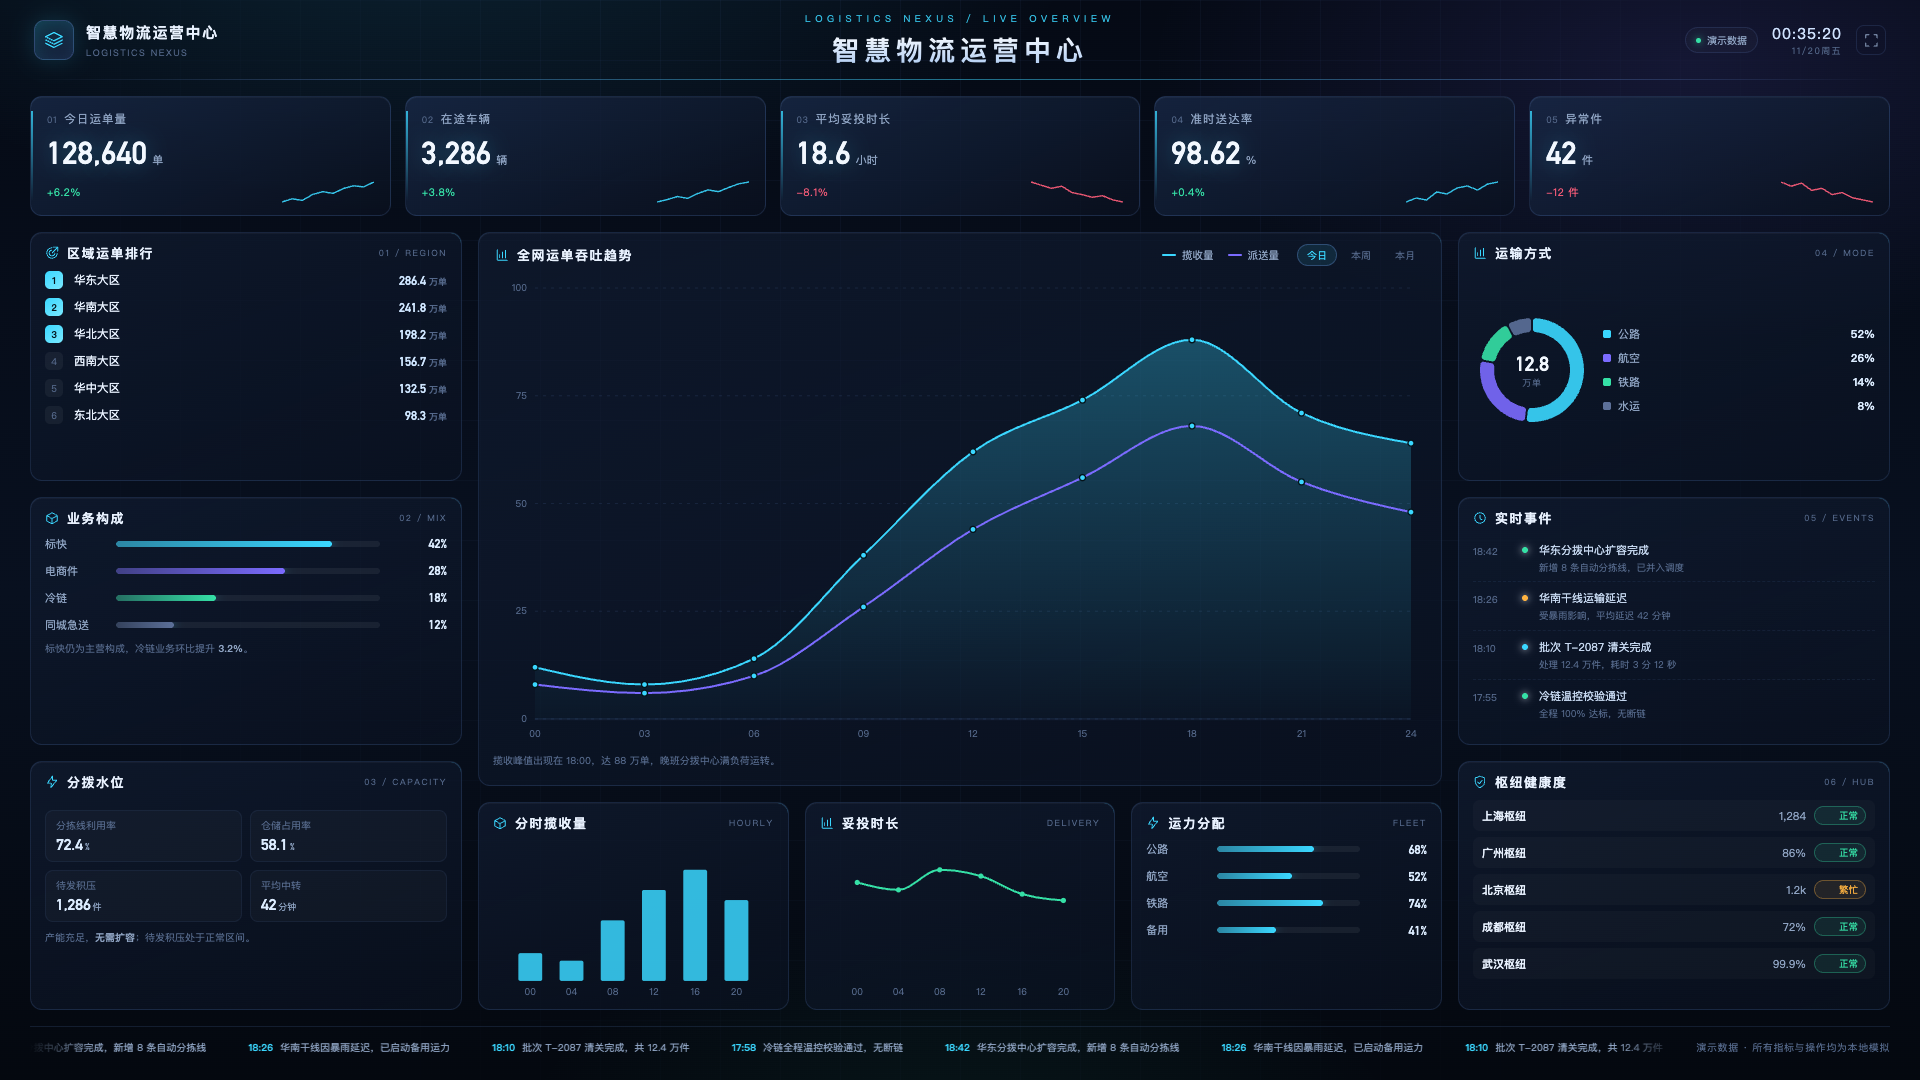 智慧物流运营中心
LOGISTICS NEXUS
LOGISTICS NEXUS / LIVE OVERVIEW
智慧物流运营中心
演示数据
00:35:20
11/20周五
01 今日运单量
128,640 单
+6.2%
02 在途车辆
3,286 辆
+3.8%
03 平均妥投时长
18.6 小时
−8.1%
04 准时送达率
98.62 %
+0.4%
05 异常件
42 件
−12 件
区域运单排行
01 / REGION
1 华东大区 286.4 万单
2 华南大区 241.8 万单
3 华北大区 198.2 万单
4 西南大区 156.7 万单
5 华中大区 132.5 万单
6 东北大区 98.3 万单
业务构成
02 / MIX
标快 42%
电商件 28%
冷链 18%
同城急送 12%
标快仍为主营构成，冷链业务环比提升 3.2%。
分拨水位
03 / CAPACITY
分拣线利用率
72.4 %
仓储占用率
58.1 %
待发积压
1,286 件
平均中转
42 分钟
产能充足，无需扩容；待发积压处于正常区间。
全网运单吞吐趋势
揽收量 派送量 今日 本周 本月
100
75
50
25
0
00 03 06 09 12 15 18 21 24
揽收峰值出现在 18:00，达 88 万单，晚班分拨中心满负荷运转。
分时揽收量
HOURLY
00 04 08 12 16 20
妥投时长
DELIVERY
00 04 08 12 16 20
运力分配
FLEET
公路 68%
航空 52%
铁路 74%
备用 41%
运输方式
04 / MODE
12.8
万单
公路 52%
航空 26%
铁路 14%
水运 8%
实时事件
05 / EVENTS
18:42 华东分拨中心扩容完成
新增 8 条自动分拣线，已并入调度
18:26 华南干线运输延迟
受暴雨影响，平均延迟 42 分钟
18:10 批次 T−2087 清关完成
处理 12.4 万件，耗时 3 分 12 秒
17:55 冷链温控校验通过
全程 100% 达标，无断链
枢纽健康度
06 / HUB
上海枢纽 1,284 正常
广州枢纽 86% 正常
北京枢纽 1.2k 繁忙
成都枢纽 72% 正常
武汉枢纽 99.9% 正常
拨中心扩容完成，新增 8 条自动分拣线 18:26 华南干线因暴雨延迟，已启动备用运力 18:10 批次 T−2087 清关完成，共 12.4 万件 17:58 冷链全程温控校验通过，无断链 18:42 华东分拨中心扩容完成，新增 8 条自动分拣线 18:26 华南干线因暴雨延迟，已启动备用运力 18:10 批次 T−2087 清关完成，共 12.4 万件
演示数据 · 所有指标与操作均为本地模拟